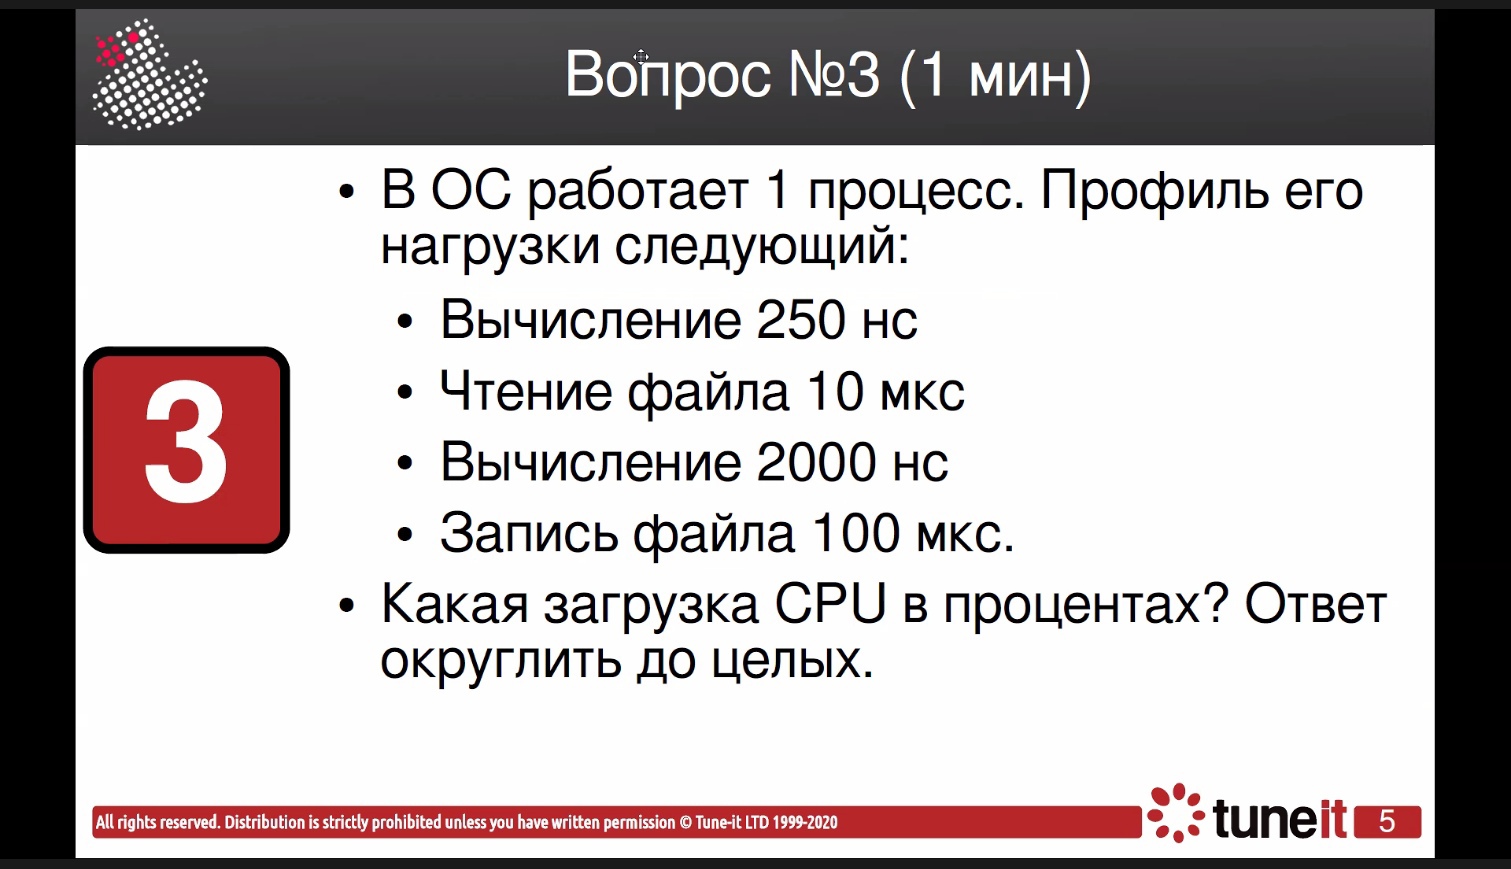 Вопрос №3 (1 мин)
• В ОС работает 1 процесс. Профиль его
нагрузки следующий:
• Вычисление 250 нс
• Чтение файла 10 мкс
3
• Вычисление 2000 нс
• Запись файла 100 мкс.
• Какая загрузка CPU в процентах? Ответ
округлить до целых.
All rights reserved. Distribution is strictly prohibited unless you have written permission © Tune-it LTD 1999-2020
tuneit
5